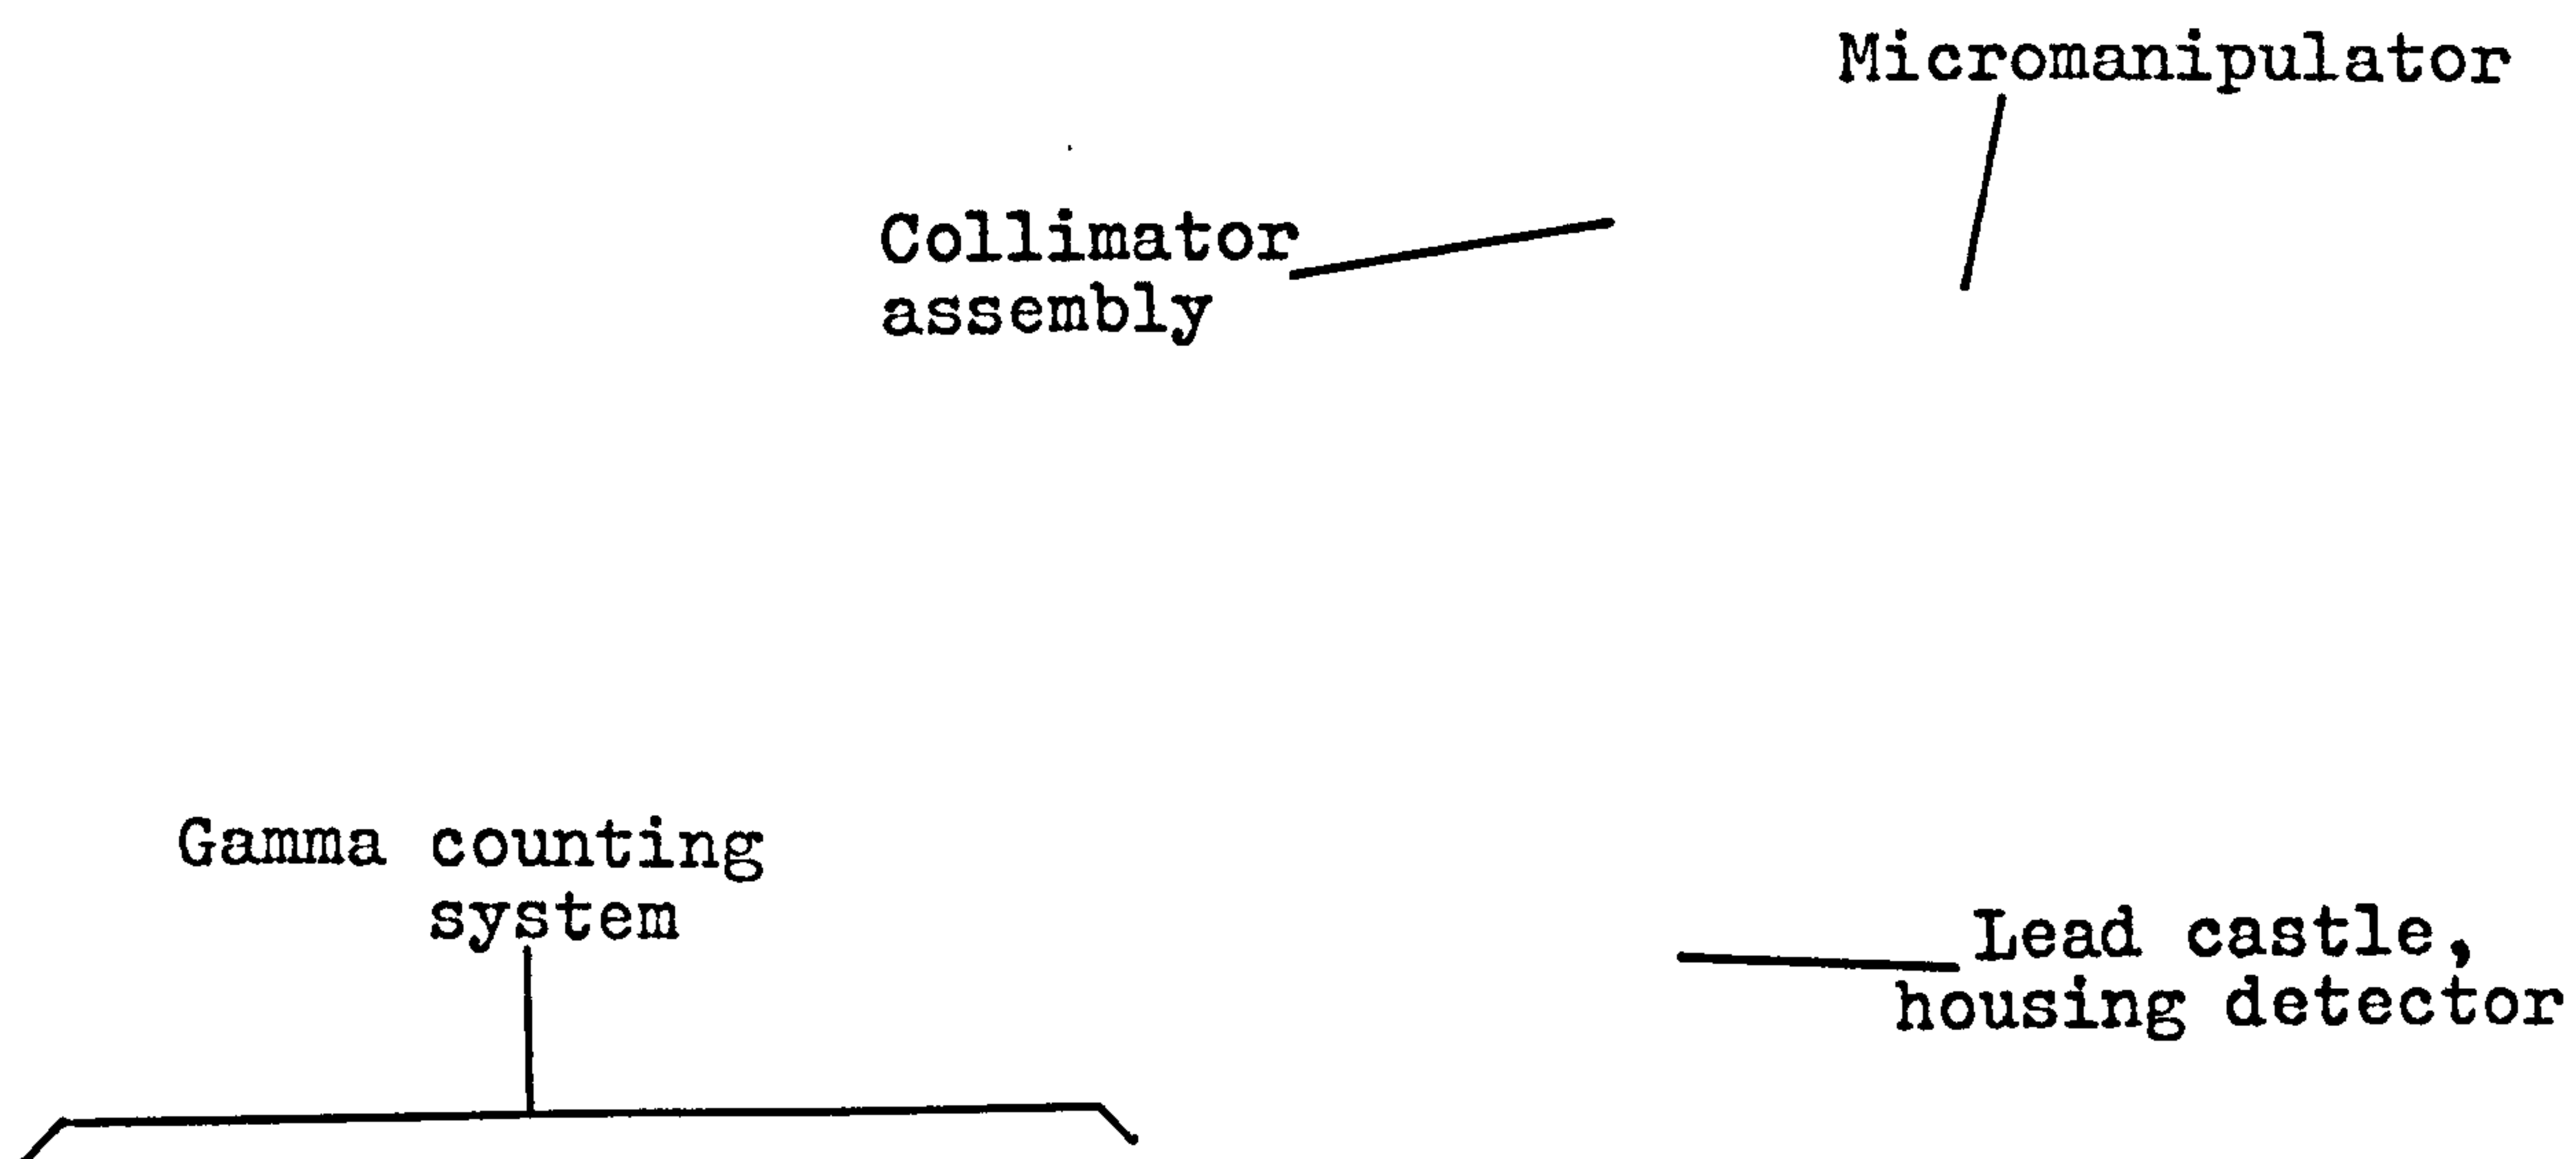 Micromanipulator
Collimator
assembly
Gamma counting
system
Lead castle,
housing detector